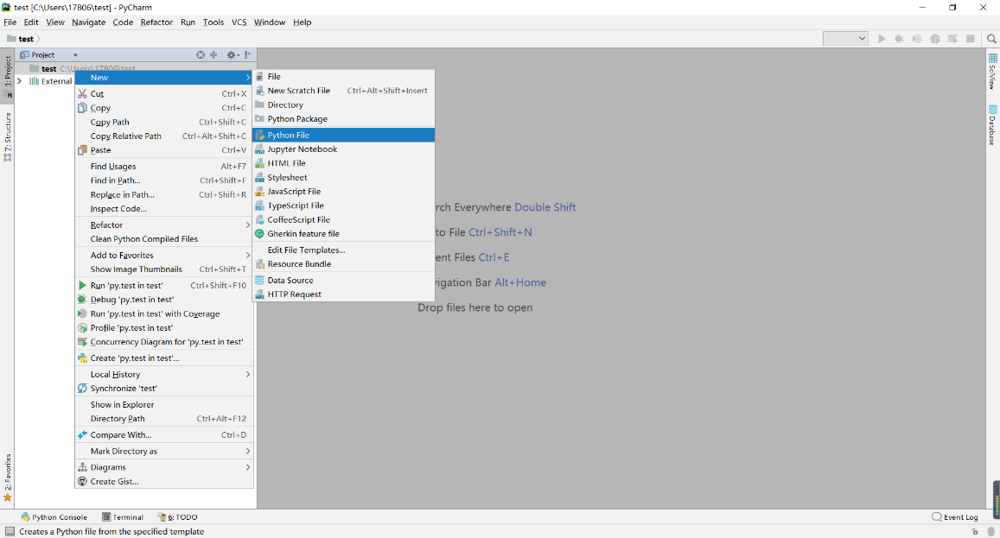 test [C:\Users\17806\test] - PyCharm
File Edit View Navigate Code Refactor Run Tools VCS Window Help
test
Project
test C:\Users\17806\test
External
1: Project
Z: Structure
2: Favorites
SciView
Database
New
Cut Ctrl+X
Copy Ctrl+C
Copy Path Ctrl+Shift+C
Copy Relative Path Ctrl+Alt+Shift+C
Paste Ctrl+V
Find Usages Alt+F7
Find in Path... Ctrl+Shift+F
Replace in Path... Ctrl+Shift+R
Inspect Code...
Refactor
Clean Python Compiled Files
Add to Favorites
Show Image Thumbnails Ctrl+Shift+T
Run 'py.test in test' Ctrl+Shift+F10
Debug 'py.test in test'
Run 'py.test in test' with Coverage
Profile 'py.test in test'
Concurrency Diagram for 'py.test in test'
Create 'py.test in test'...
Local History
Synchronize 'test'
Show in Explorer
Directory Path Ctrl+Alt+F12
Compare With... Ctrl+D
Mark Directory as
Diagrams
Create Gist...
File
New Scratch File Ctrl+Alt+Shift+Insert
Directory
Python Package
Python File
Jupyter Notebook
HTML File
Stylesheet
JavaScript File
TypeScript File
CoffeeScript File
Gherkin feature file
Edit File Templates...
Resource Bundle
Data Source
HTTP Request
rch Everywhere Double Shift
to File Ctrl+Shift+N
ent Files Ctrl+E
vigation Bar Alt+Home
Drop files here to open
Python Console Terminal 6: TODO Event Log
Creates a Python file from the specified template